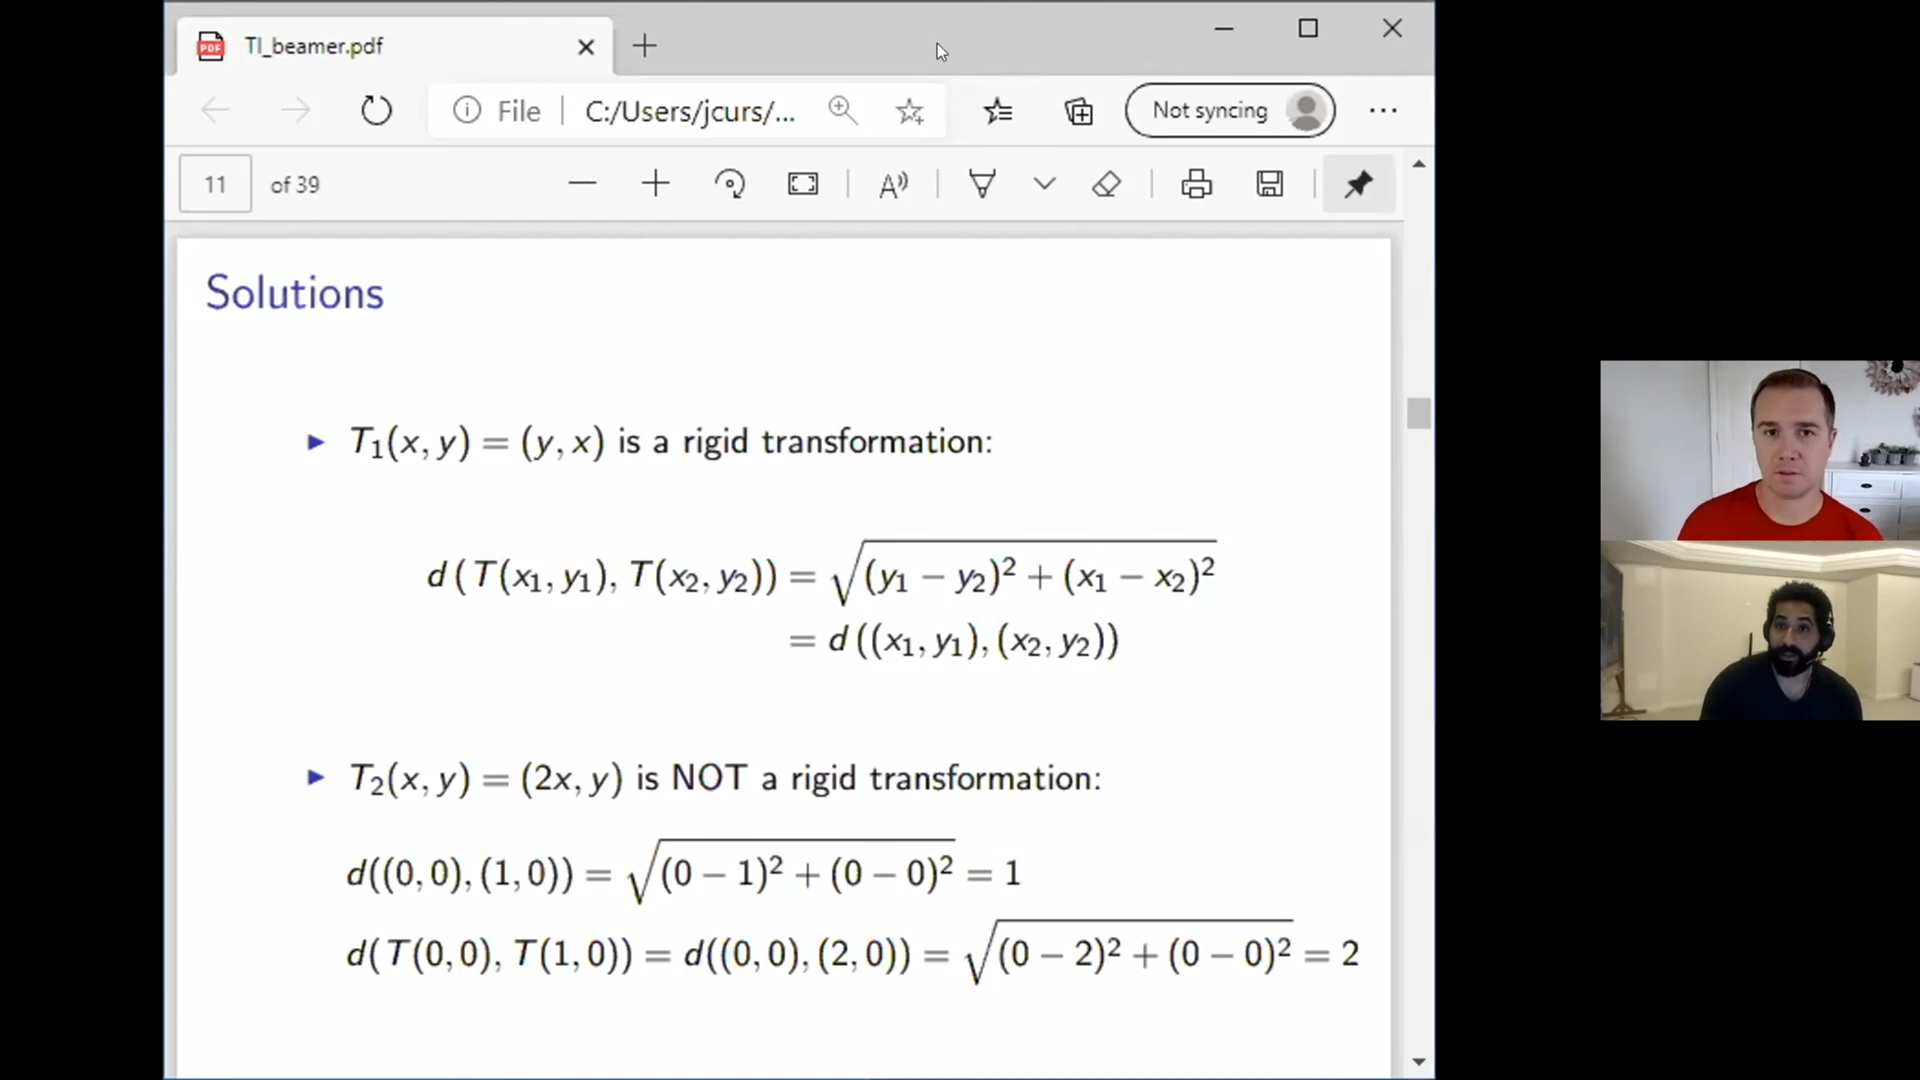 TI_beamer.pdf
File C:/Users/jcurs/... Not syncing
11 of 39
Solutions
▶ T₁(x, y) = (y, x) is a rigid transformation:
d (T(x₁, y₁), T(x₂, y₂)) = √((y₁ − y₂)² + (x₁ − x₂)²)
= d ((x₁, y₁), (x₂, y₂))
▶ T₂(x, y) = (2x, y) is NOT a rigid transformation:
d((0, 0), (1, 0)) = √((0 − 1)² + (0 − 0)²) = 1
d(T(0, 0), T(1, 0)) = d((0, 0), (2, 0)) = √((0 − 2)² + (0 − 0)²) = 2